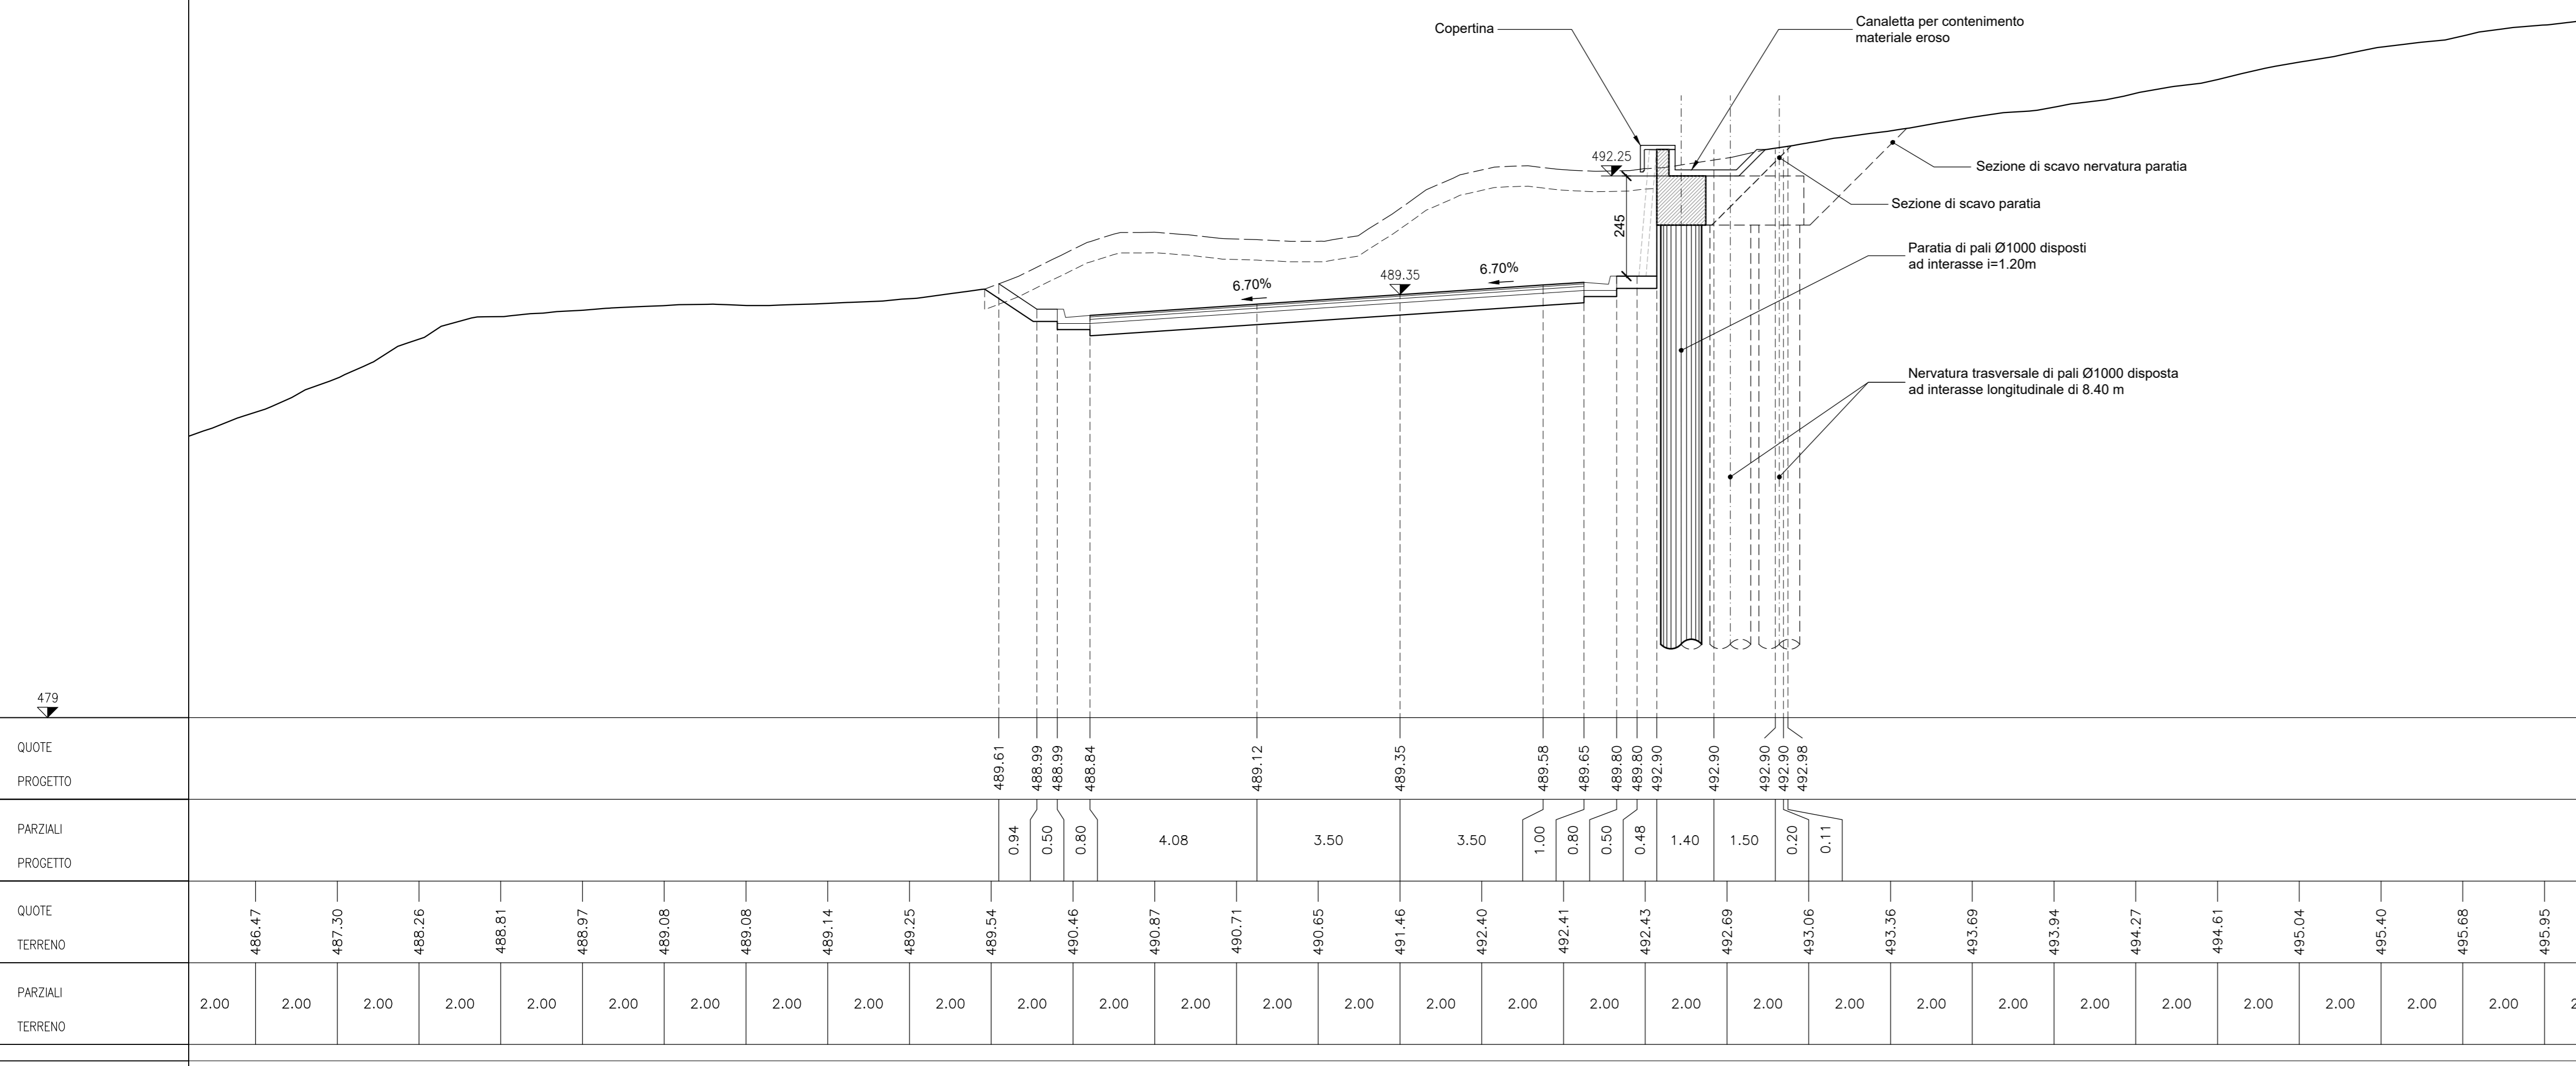 Copertina
Canaletta per contenimento
materiale eroso
492.25
Sezione di scavo nervatura paratia
Sezione di scavo paratia
245
Paratia di pali Ø1000 disposti
ad interasse i=1.20m
6.70%
489.35
6.70%
Nervatura trasversale di pali Ø1000 disposta
ad interasse longitudinale di 8.40 m
479
QUOTE
PROGETTO
489.61 488.99 488.99 488.84 489.12 489.35 489.58 489.65 489.80 489.80 492.90 492.90 492.90 492.90 492.98
PARZIALI
PROGETTO
0.94 0.50 0.80 4.08 3.50 3.50 1.00 0.80 0.50 0.48 1.40 1.50 0.20 0.11
QUOTE
TERRENO
486.47 487.30 488.26 488.81 488.97 489.08 489.08 489.14 489.25 489.54 490.46 490.87 490.71 490.65 491.46 492.40 492.41 492.43 492.69 493.06 493.36 493.69 493.94 494.27 494.61 495.04 495.40 495.68 495.95
PARZIALI
TERRENO
2.00 2.00 2.00 2.00 2.00 2.00 2.00 2.00 2.00 2.00 2.00 2.00 2.00 2.00 2.00 2.00 2.00 2.00 2.00 2.00 2.00 2.00 2.00 2.00 2.00 2.00 2.00 2.00 2.00